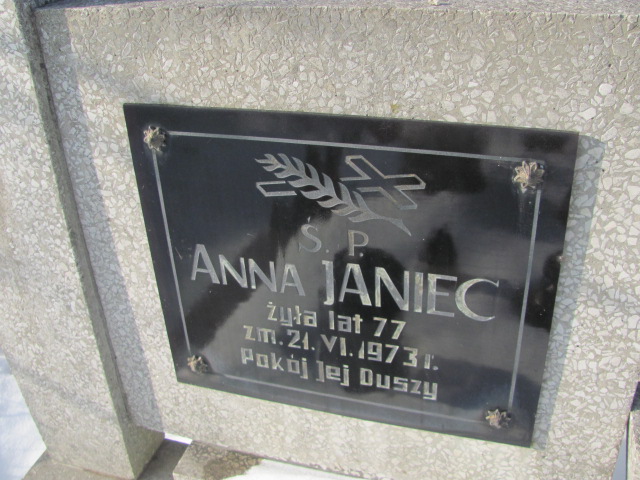 Ś. P.
ANNA JANIEC
żyła lat 77
zm. 21. VI. 1973 r.
Pokój Jej Duszy